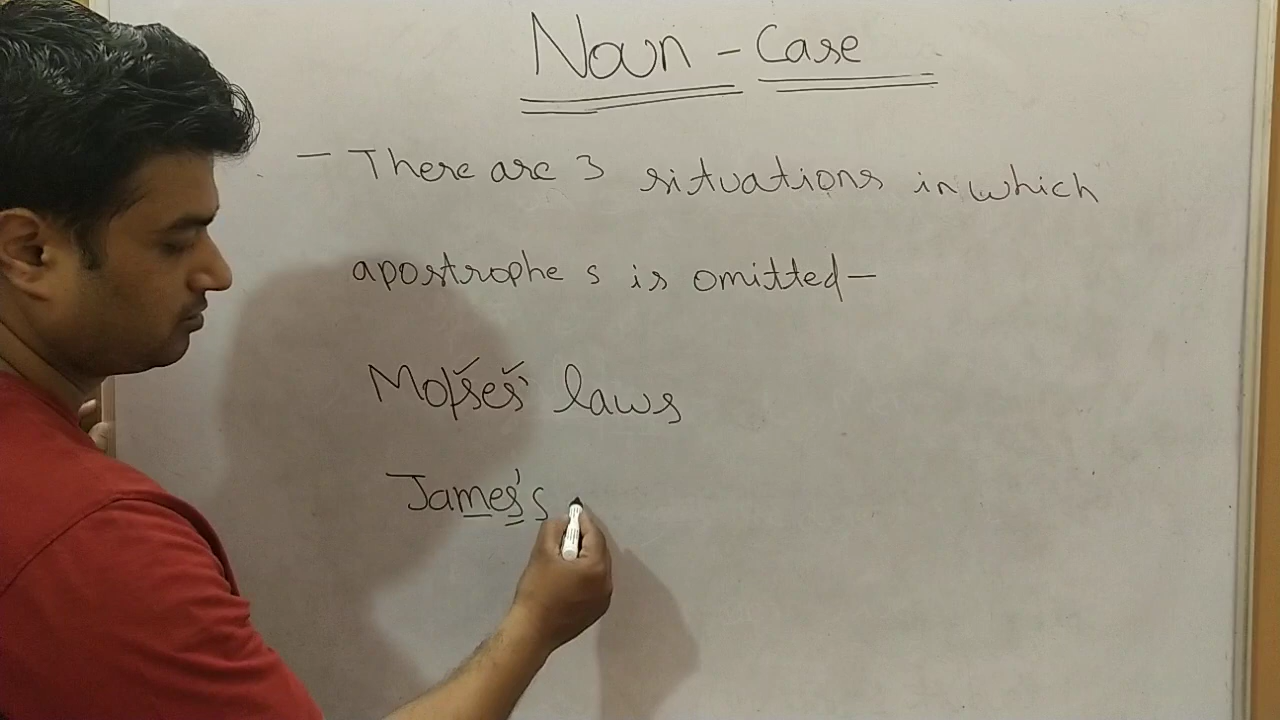 Noun - Case
- There are 3 situations in which
apostrophe s is omitted-
Moses' laws
James's